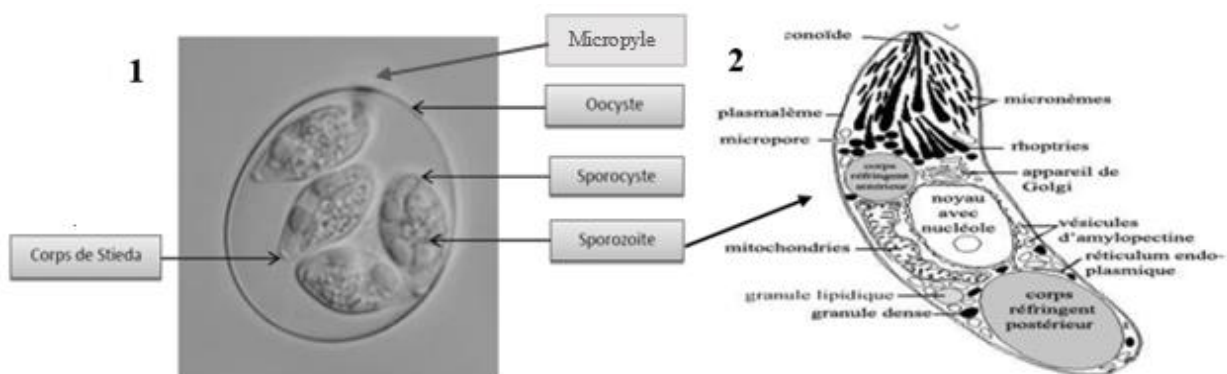 1
Micropyle
Oocyste
Sporocyste
Sporozoite
Corps de Stieda
2
conoïde
plasmalème
micropore
micronèmes
rhoptries
corps
réfringent
antérieur
appareil de
Golgi
noyau
avec
nucléole
mitochondries
vésicules
d'amylopectine
réticulum endo-
plasmique
granule lipidique
granule dense
corps
réfringent
postérieur